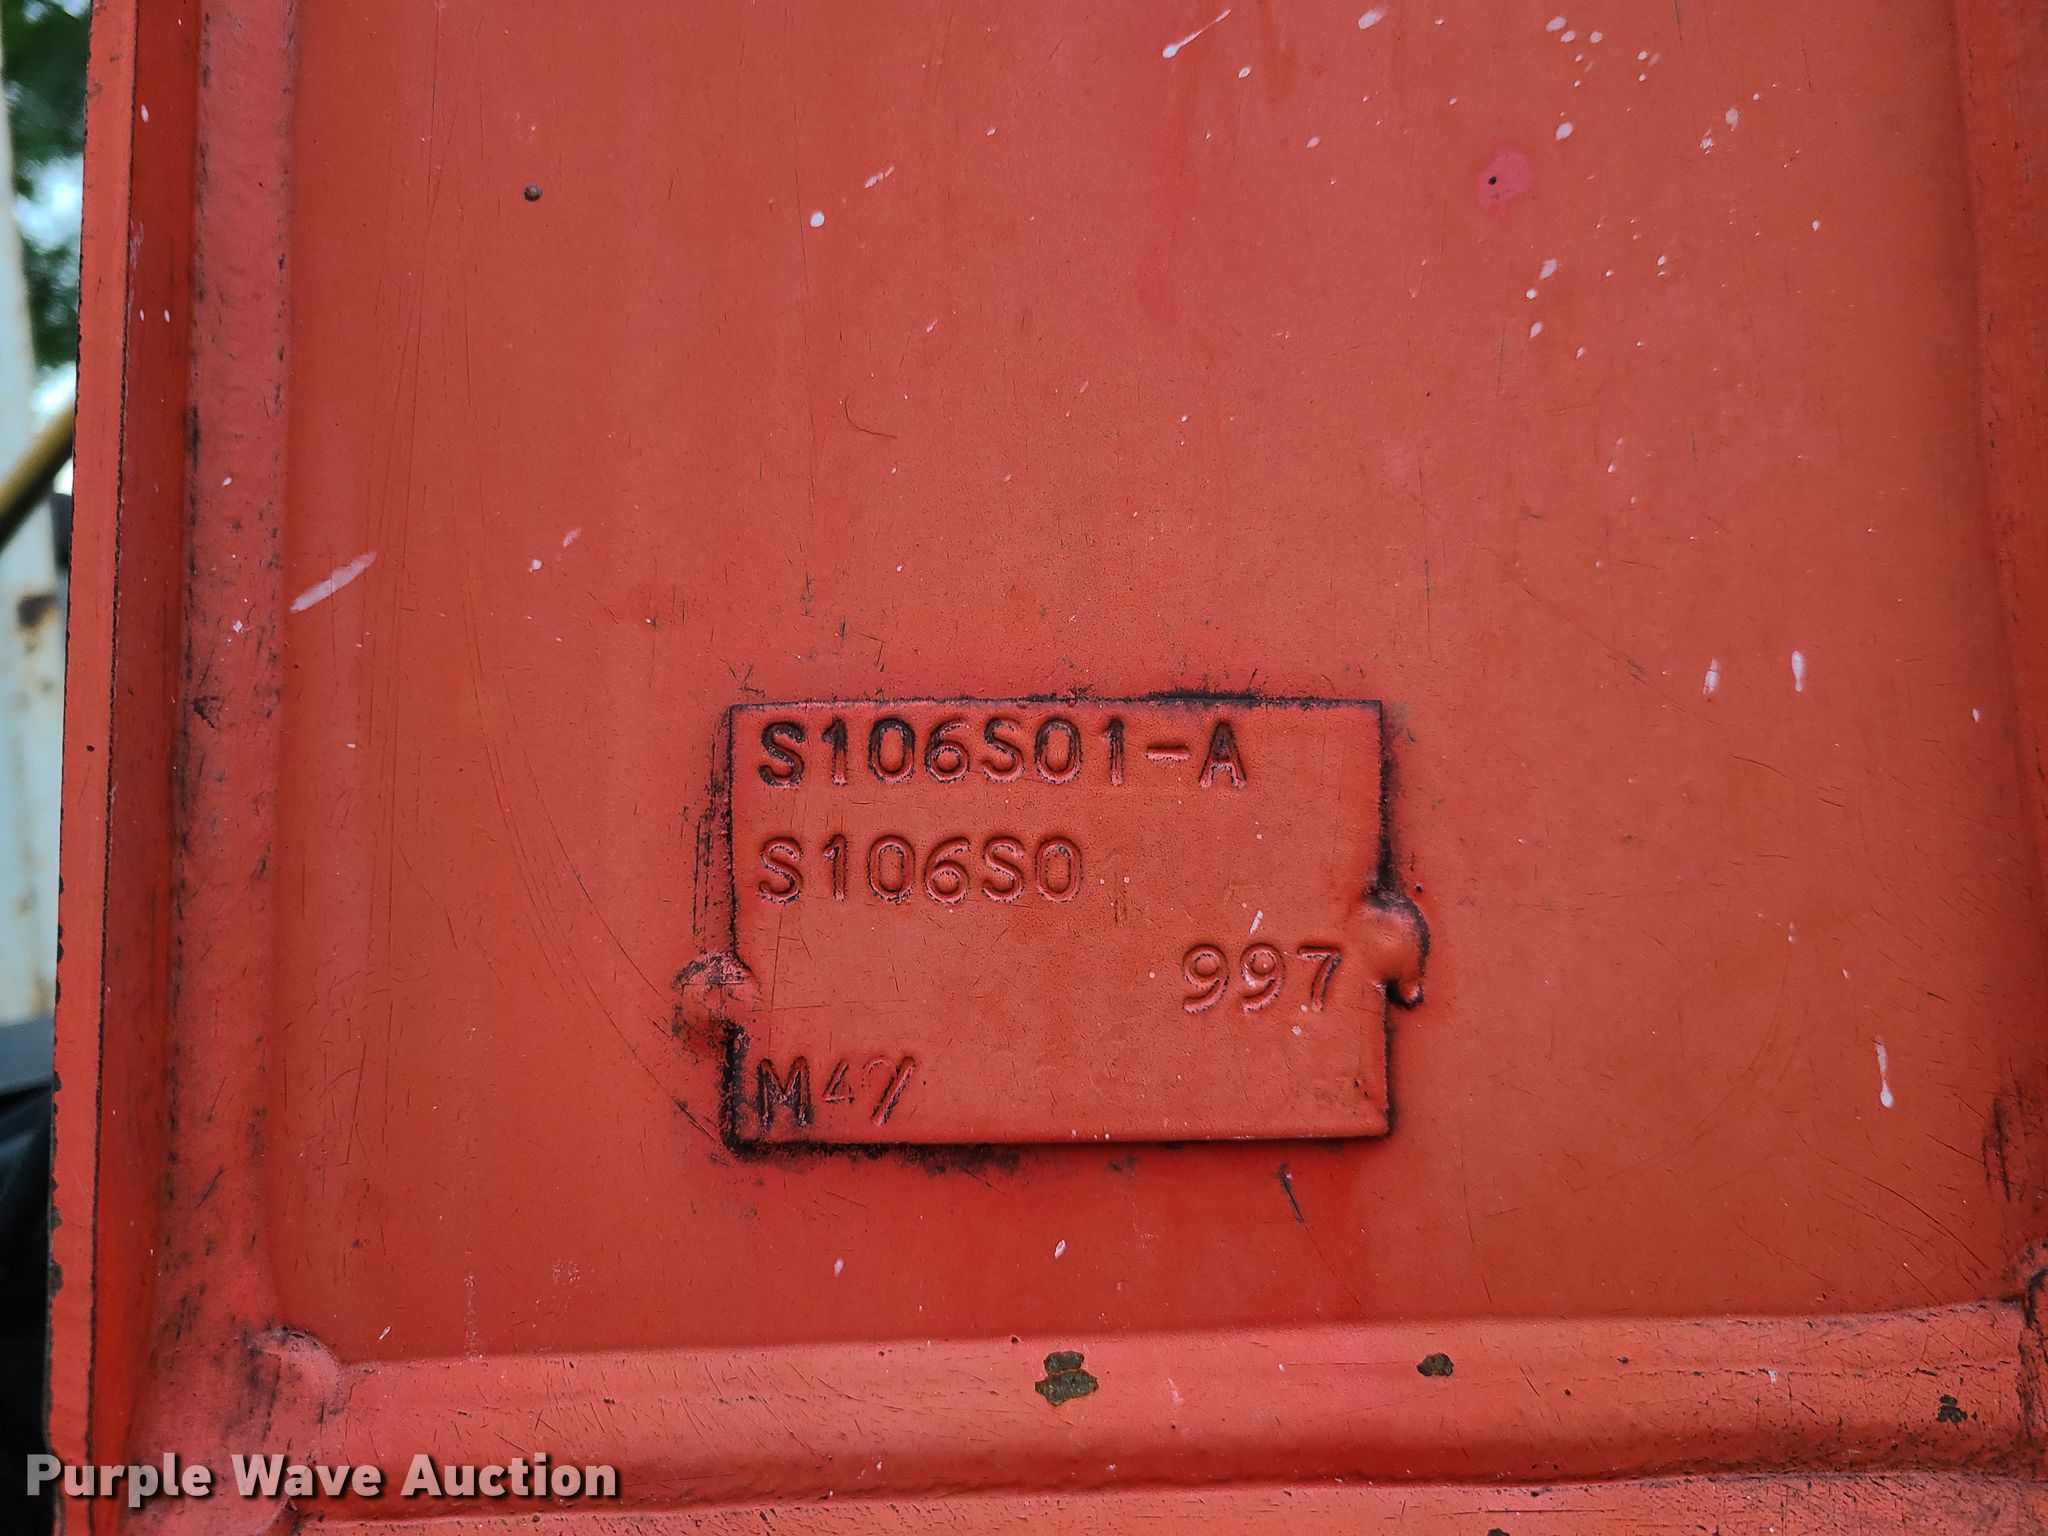 S106S01-A
S106S0
997
M47
Purple Wave Auction